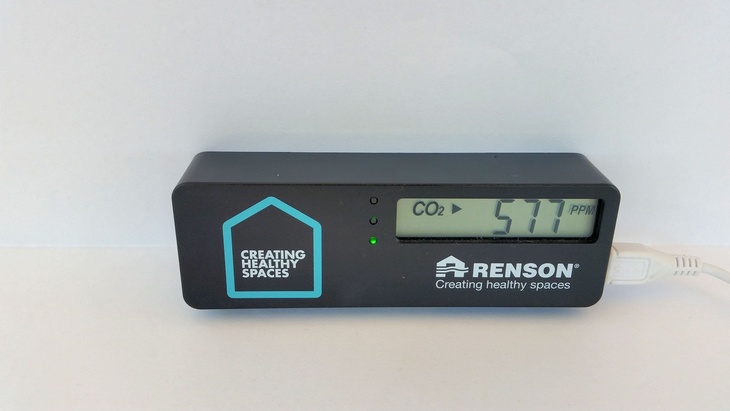 CREATING
HEALTHY
SPACES
CO₂ ▶ 577 PPM
RENSON®
Creating healthy spaces